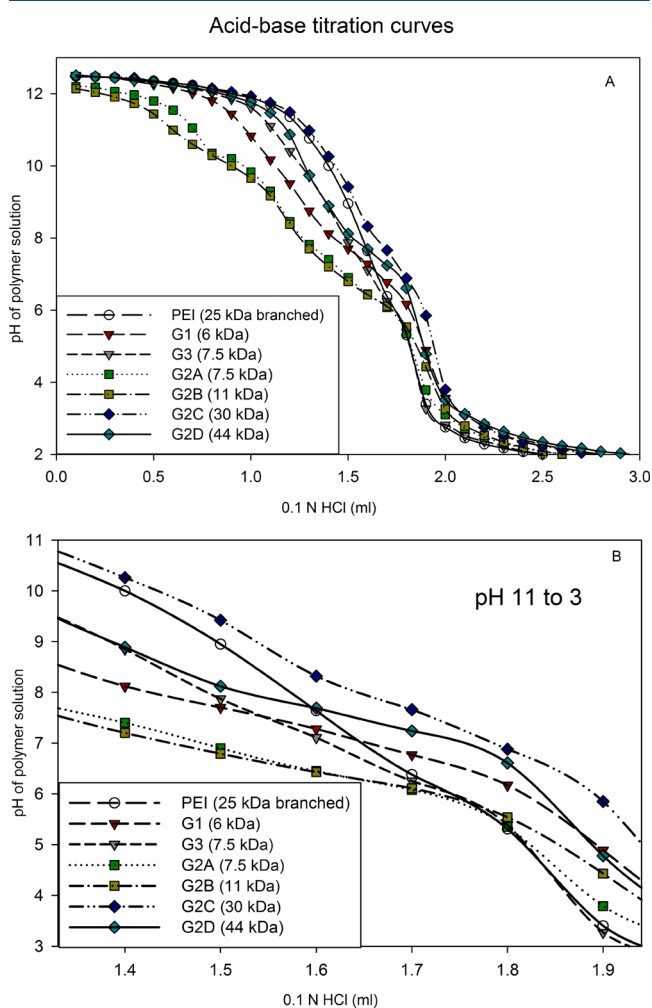 Acid-base titration curves
A
12
10
8
6
4
2
pH of polymer solution
PEI (25 kDa branched)
G1 (6 kDa)
G3 (7.5 kDa)
G2A (7.5 kDa)
G2B (11 kDa)
G2C (30 kDa)
G2D (44 kDa)
0.0 0.5 1.0 1.5 2.0 2.5 3.0
0.1 N HCl (ml)
B
pH 11 to 3
11
10
9
8
7
6
5
4
3
pH of polymer solution
PEI (25 kDa branched)
G1 (6 kDa)
G3 (7.5 kDa)
G2A (7.5 kDa)
G2B (11 kDa)
G2C (30 kDa)
G2D (44 kDa)
1.4 1.5 1.6 1.7 1.8 1.9
0.1 N HCl (ml)